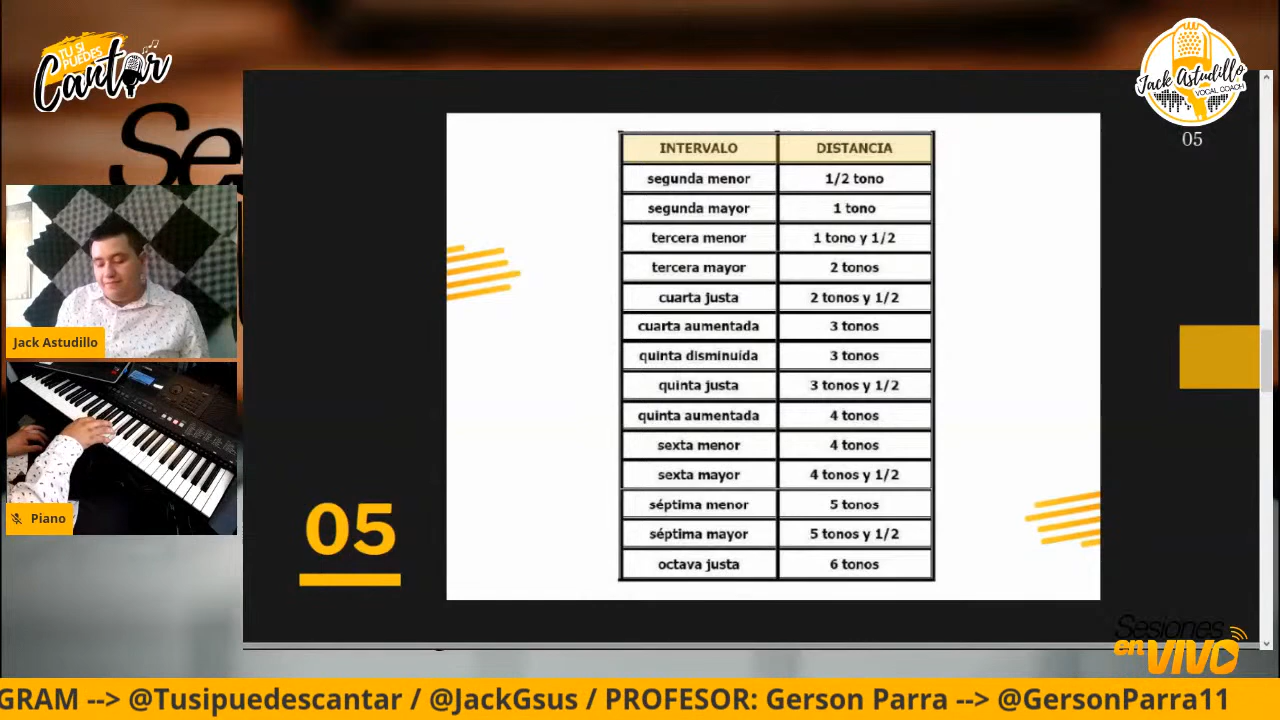 TU SI
PUEDES
Cantar
Jack Astudillo
VOCAL COACH
05
Se
INTERVALO DISTANCIA
segunda menor 1/2 tono
segunda mayor 1 tono
tercera menor 1 tono y 1/2
tercera mayor 2 tonos
cuarta justa 2 tonos y 1/2
cuarta aumentada 3 tonos
quinta disminuída 3 tonos
quinta justa 3 tonos y 1/2
quinta aumentada 4 tonos
sexta menor 4 tonos
sexta mayor 4 tonos y 1/2
séptima menor 5 tonos
séptima mayor 5 tonos y 1/2
octava justa 6 tonos
Jack Astudillo
Piano
05
Sesiones
en VIVO
GRAM --> @Tusipuedescantar / @JackGsus / PROFESOR: Gerson Parra --> @GersonParra11